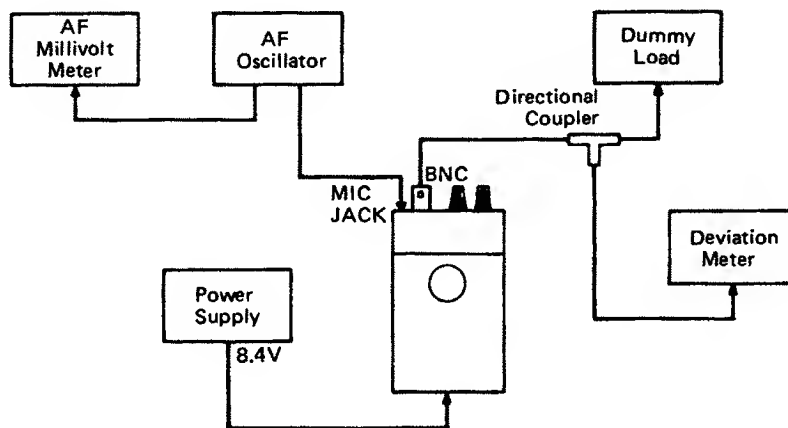 AF
Millivolt
Meter
AF
Oscillator
Dummy
Load
Directional
Coupler
BNC
MIC
JACK
Deviation
Meter
Power
Supply
8.4V